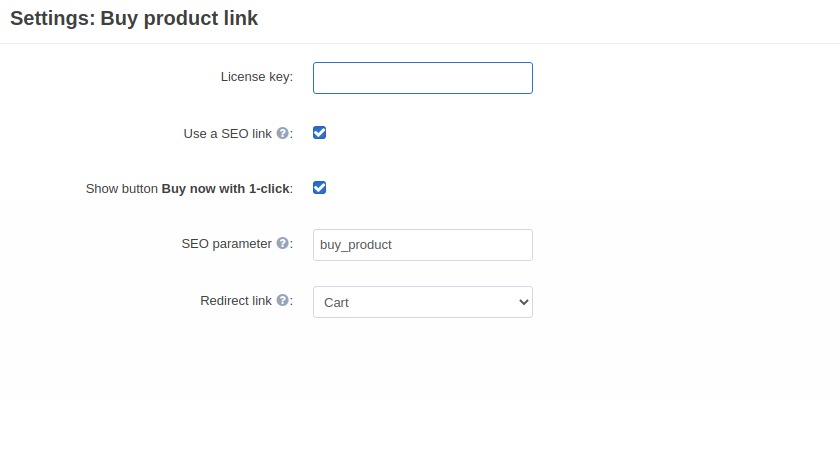 Settings: Buy product link
License key:
Use a SEO link ?:
Show button Buy now with 1-click:
SEO parameter ?: buy_product
Redirect link ?: Cart